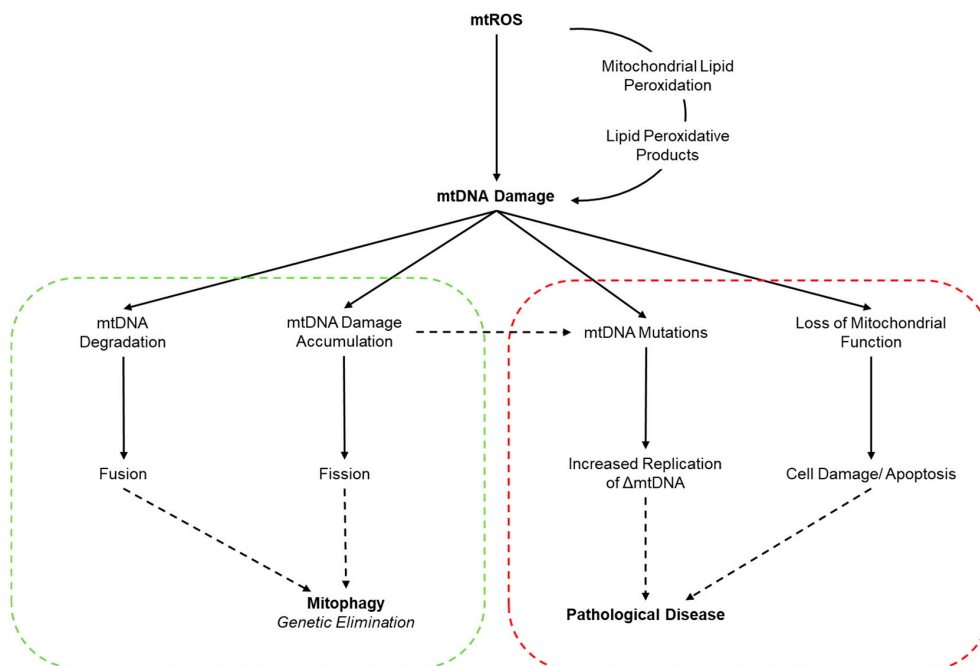 mtROS
Mitochondrial Lipid
Peroxidation
Lipid Peroxidative
Products
mtDNA Damage
mtDNA
Degradation
mtDNA Damage
Accumulation
mtDNA Mutations
Loss of Mitochondrial
Function
Fusion
Fission
Increased Replication
of ΔmtDNA
Cell Damage/ Apoptosis
Mitophagy
Genetic Elimination
Pathological Disease